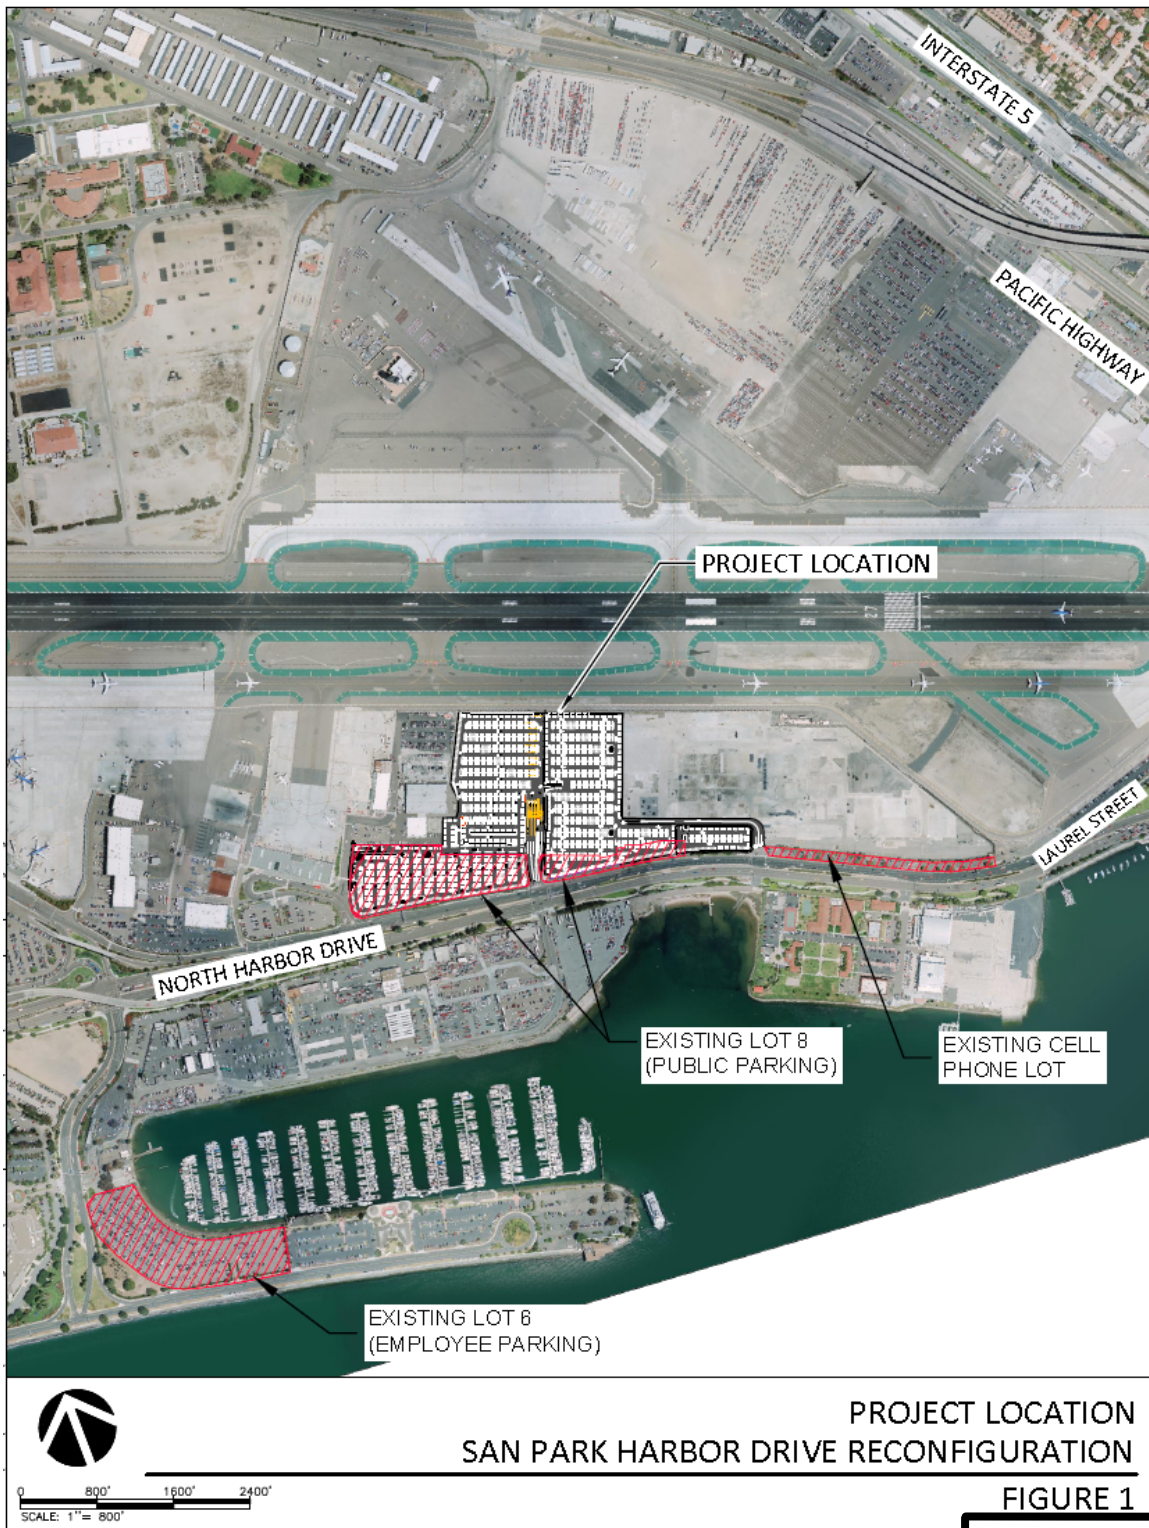 INTERSTATE 5
PACIFIC HIGHWAY
PROJECT LOCATION
27
LAUREL STREET
NORTH HARBOR DRIVE
EXISTING LOT 8
(PUBLIC PARKING)
EXISTING CELL
PHONE LOT
EXISTING LOT 6
(EMPLOYEE PARKING)
PROJECT LOCATION
SAN PARK HARBOR DRIVE RECONFIGURATION
FIGURE 1
0 800' 1600' 2400'
SCALE: 1"= 800'